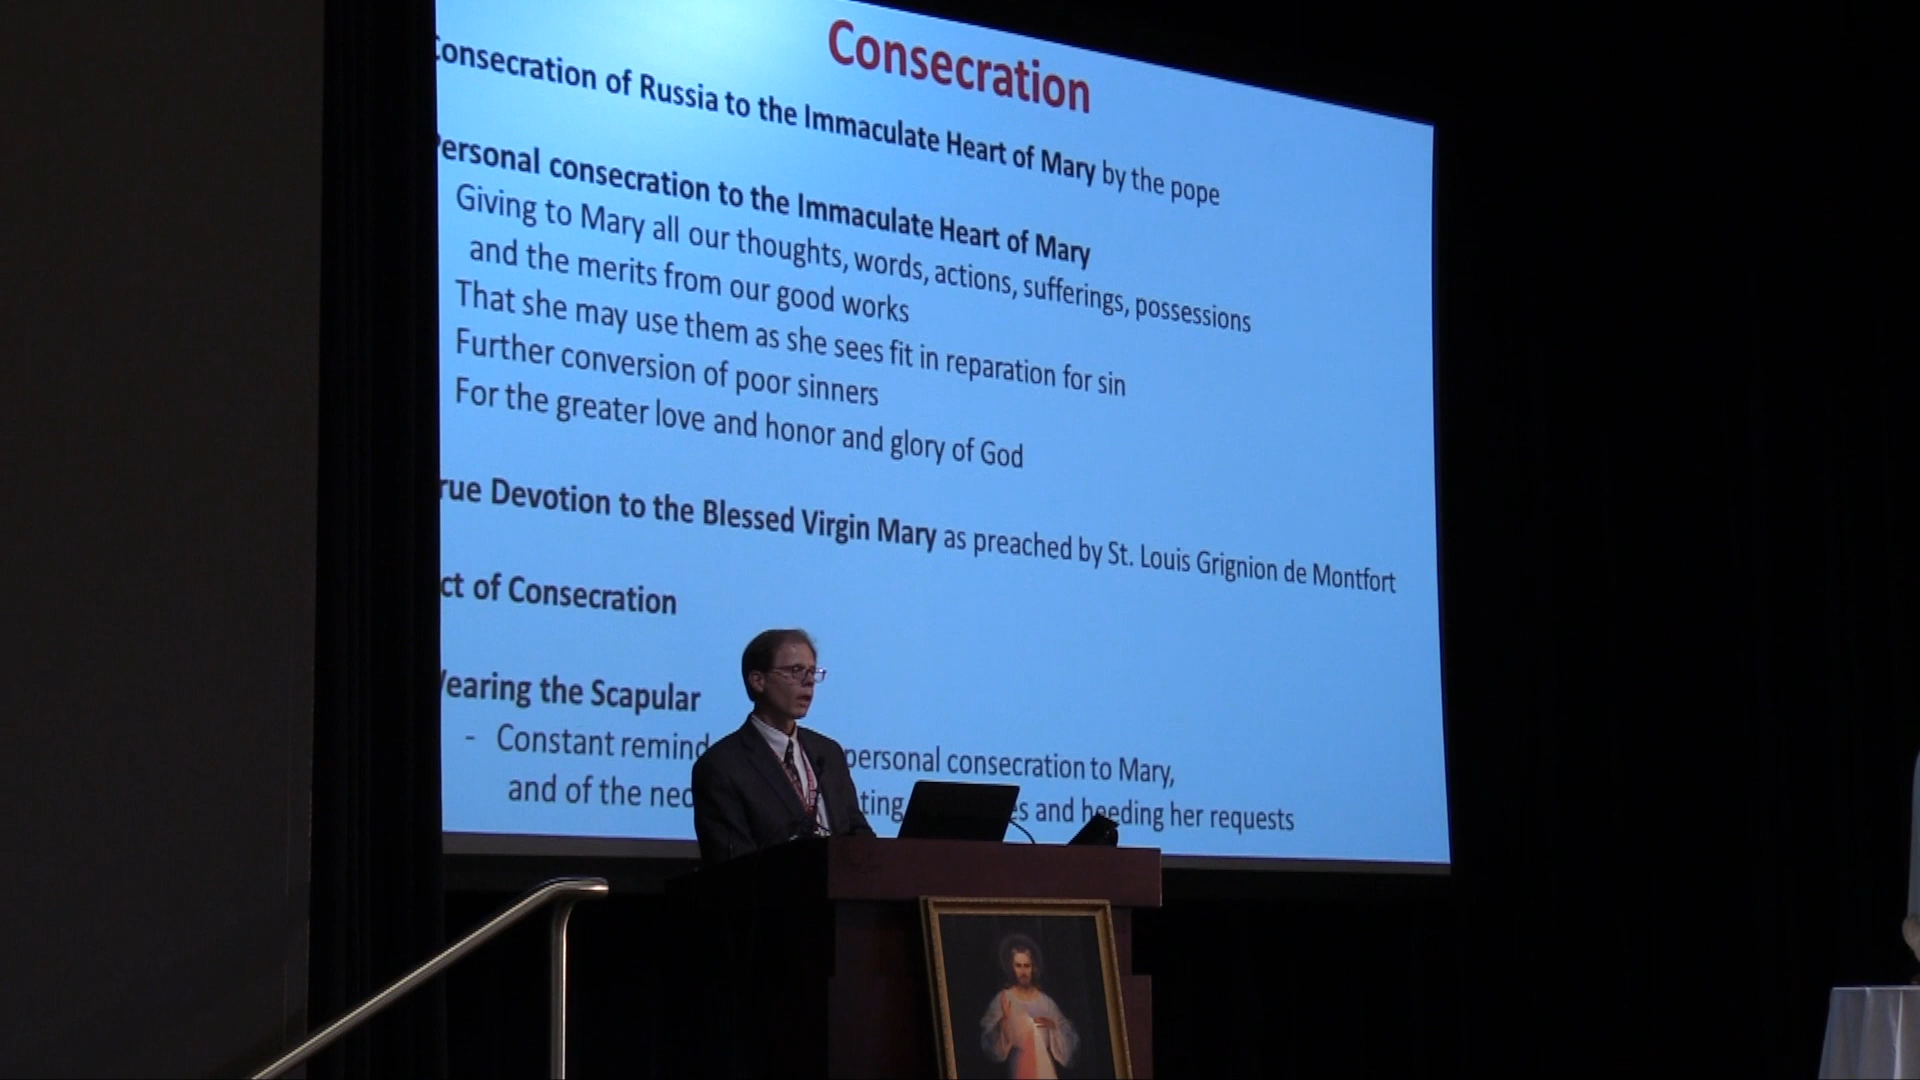 Consecration
onsecration of Russia to the Immaculate Heart of Mary by the pope
ersonal consecration to the Immaculate Heart of Mary
Giving to Mary all our thoughts, words, actions, sufferings, possessions
and the merits from our good works
That she may use them as she sees fit in reparation for sin
Further conversion of poor sinners
For the greater love and honor and glory of God
rue Devotion to the Blessed Virgin Mary as preached by St. Louis Grignion de Montfort
ct of Consecration
earing the Scapular
- Constant remind personal consecration to Mary,
and of the nec ting s and heeding her requests